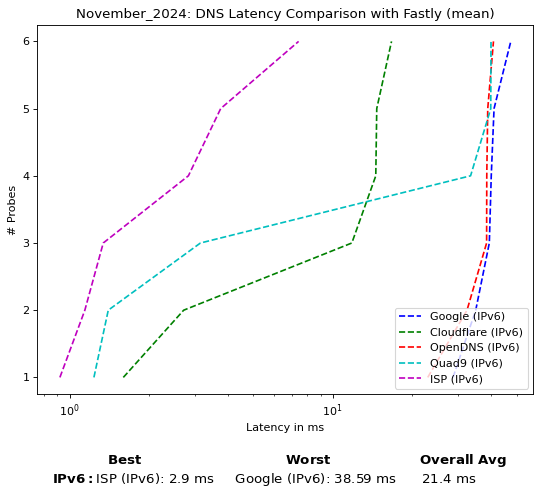 November_2024: DNS Latency Comparison with Fastly (mean)
6
5
4
3
2
1
# Probes
10⁰
10¹
Latency in ms
Google (IPv6)
Cloudflare (IPv6)
OpenDNS (IPv6)
Quad9 (IPv6)
ISP (IPv6)
Best Worst Overall Avg
IPv6: ISP (IPv6): 2.9 ms Google (IPv6): 38.59 ms 21.4 ms